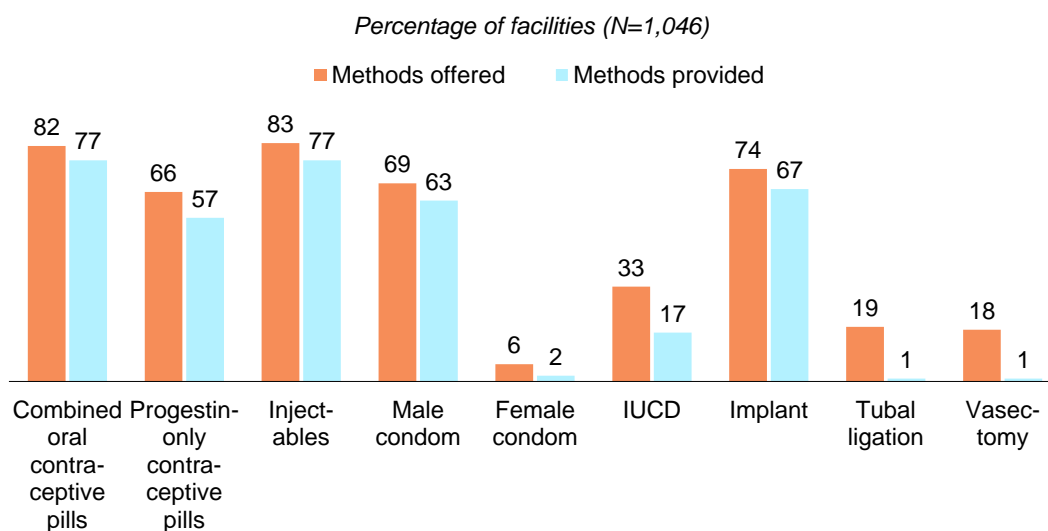 Percentage of facilities (N=1,046)
Methods offered Methods provided
82 77 66 57 83 77 69 63 6 2 33 17 74 67 19 1 18 1
Combined oral contra-ceptive pills
Progestin-only contra-ceptive pills
Inject-ables
Male condom
Female condom
IUCD
Implant
Tubal ligation
Vasec-tomy